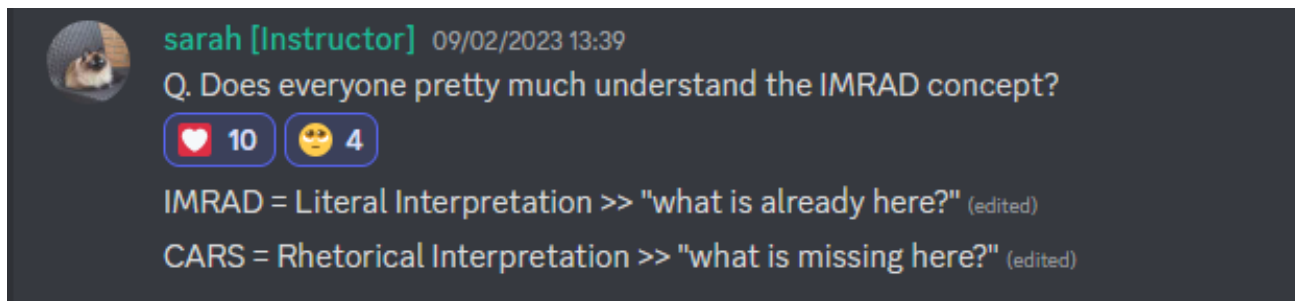 sarah [Instructor] 09/02/2023 13:39
Q. Does everyone pretty much understand the IMRAD concept?
10 4
IMRAD = Literal Interpretation >> "what is already here?" (edited)
CARS = Rhetorical Interpretation >> "what is missing here?" (edited)